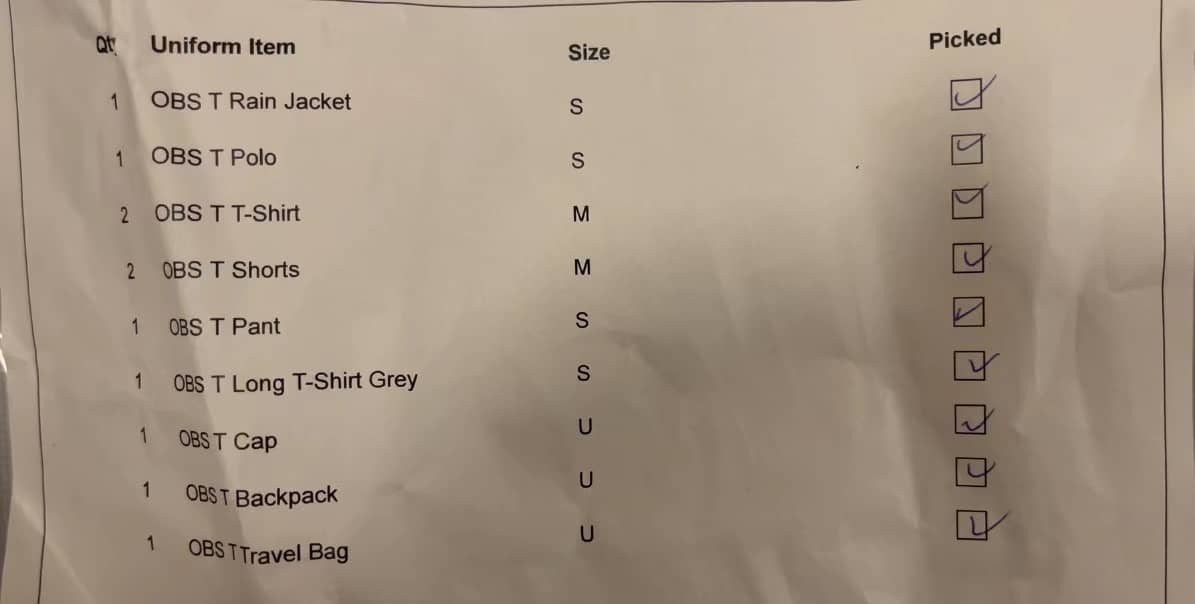 Qty Uniform Item Size Picked
1 OBS T Rain Jacket S
1 OBS T Polo S
2 OBS T T-Shirt M
2 OBS T Shorts M
1 OBS T Pant S
1 OBS T Long T-Shirt Grey S
1 OBS T Cap U
1 OBS T Backpack U
1 OBS T Travel Bag U